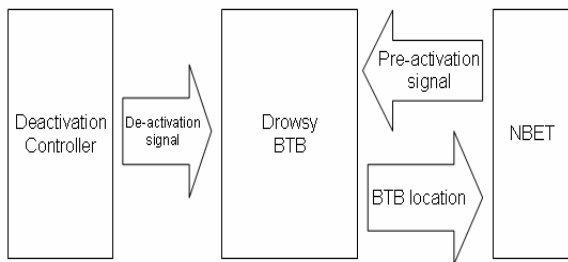 Deactivation
Controller
De-activation
signal
Drowsy
BTB
Pre-activation
signal
BTB location
NBET